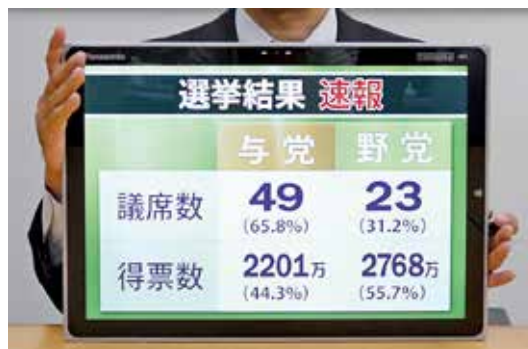 Panasonic
選挙結果 速報
与党 野党
議席数 49 23
(65.8%) (31.2%)
得票数 2201万 2768万
(44.3%) (55.7%)